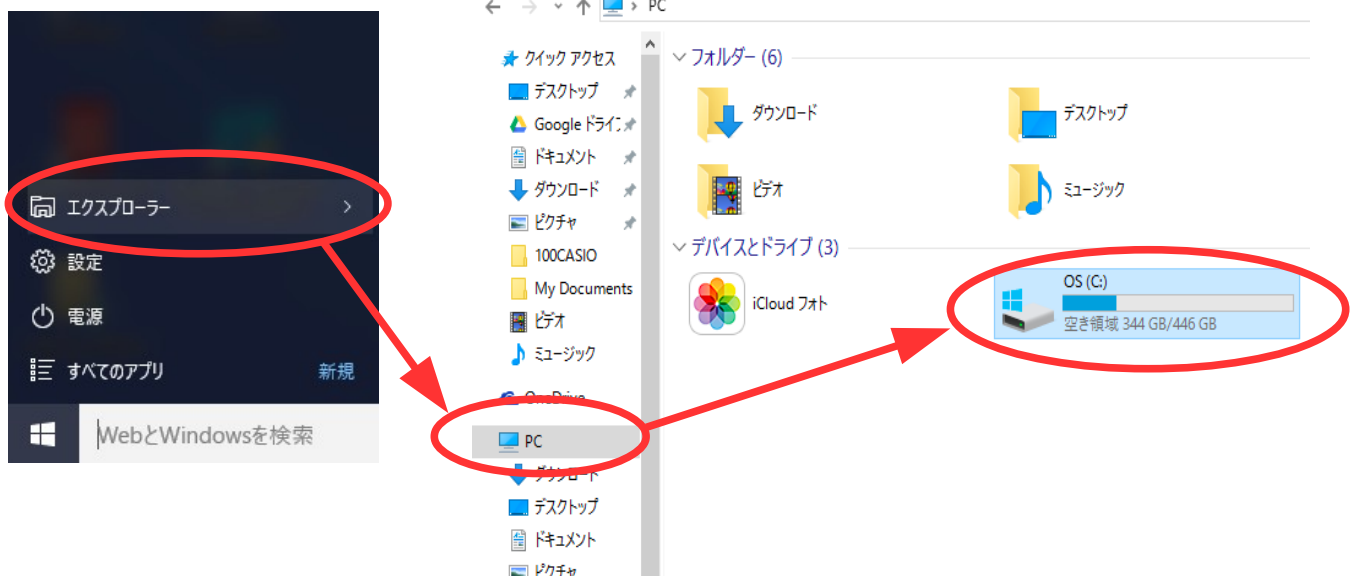 エクスプローラー
設定
電源
すべてのアプリ 新規
WebとWindowsを検索
PC
クイック アクセス
デスクトップ
Google ドライブ
ドキュメント
ダウンロード
ピクチャ
100CASIO
My Documents
ビデオ
ミュージック
OneDrive
PC
ダウンロード
デスクトップ
ドキュメント
ピクチャ
フォルダー (6)
ダウンロード
デスクトップ
ビデオ
ミュージック
デバイスとドライブ (3)
iCloud フォト
OS (C:)
空き領域 344 GB/446 GB